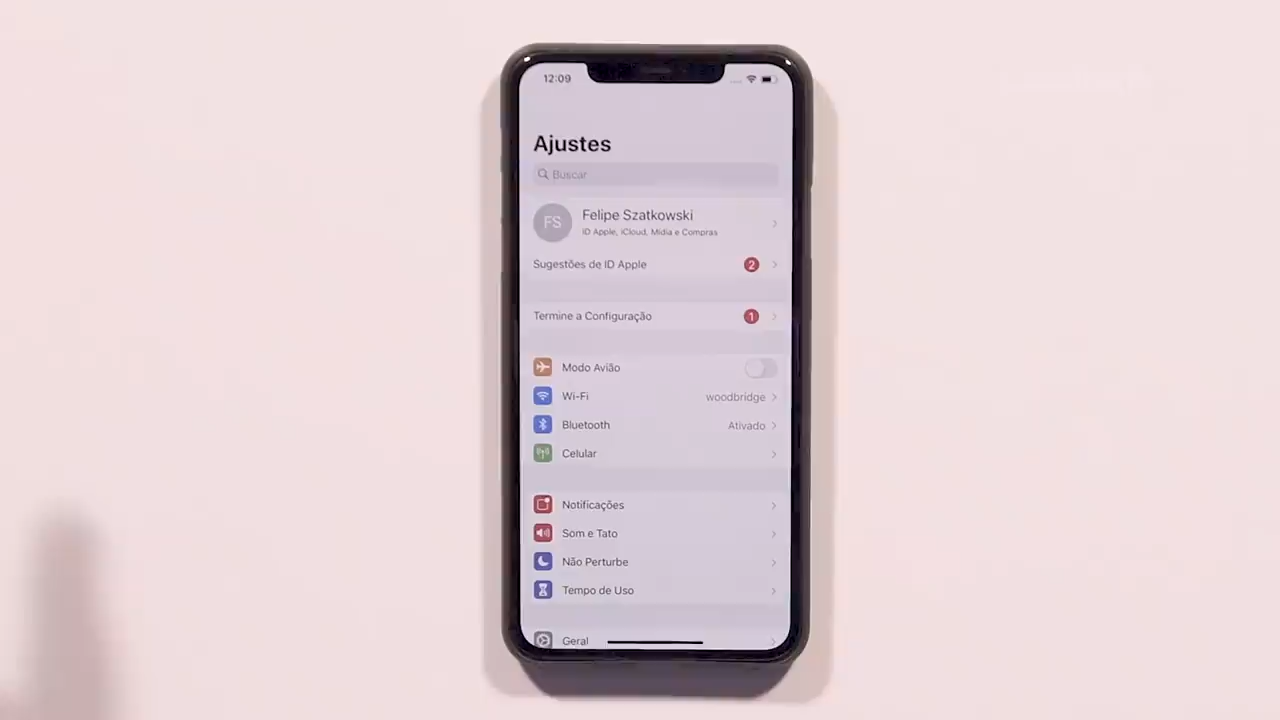 12:09
Ajustes
Buscar
FS
Felipe Szatkowski
ID Apple, iCloud, Mídia e Compras
Sugestões de ID Apple 2
Termine a Configuração 1
Modo Avião
Wi-Fi woodbridge
Bluetooth Ativado
Celular
Notificações
Som e Tato
Não Perturbe
Tempo de Uso
Geral